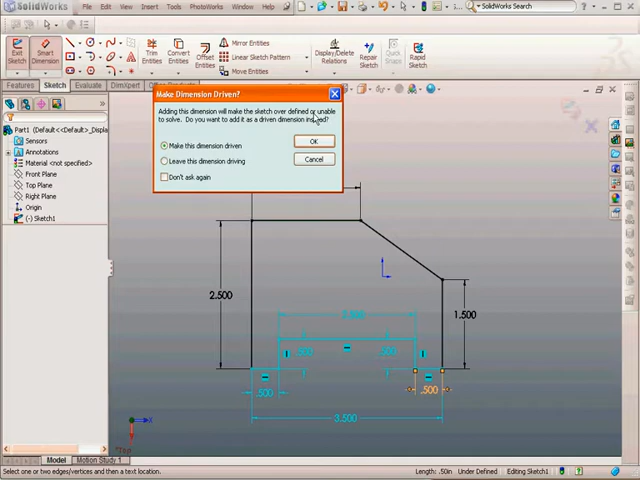 SolidWorks
File Edit View Insert Tools Window Help
SolidWorks Search
Exit Sketch
Smart Dimension
Trim Entities
Convert Entities
Offset Entities
Mirror Entities
Linear Sketch Pattern
Move Entities
Display/Delete Relations
Repair Sketch
Rapid Sketch
Features Sketch Evaluate DimXpert Office Products
Make Dimension Driven?
Adding this dimension will make the sketch over defined or unable
to solve. Do you want to add it as a driven dimension instead?
Make this dimension driven
Leave this dimension driving
Don't ask again
OK
Cancel
Part1 (Default<<Default>_Displa
Sensors
Annotations
Material <not specified>
Front Plane
Top Plane
Right Plane
Origin
(-) Sketch1
2.500
1.500
2.500
.500
.500
.500
.500
3.500
x
*Top
Model Motion Study 1
Select one or two edges/vertices and then a text location.
Length: .50in Under Defined Editing Sketch1